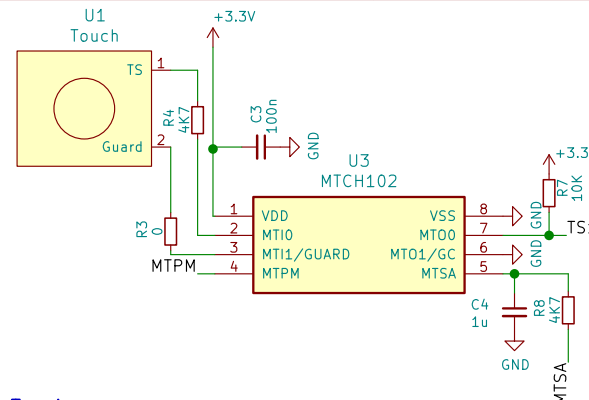 U1
Touch
TS 1
Guard 2
+3.3V
R4
4K7
C3
100n
GND
R3
0
MTPM
U3
MTCH102
1 VDD
2 MTI0
3 MTI1/GUARD
4 MTPM
VSS 8
MTO0 7
MTO1/GC 6
MTSA 5
GND
GND
+3.3
R7
10K
TS
C4
1u
GND
R8
4K7
MTSA